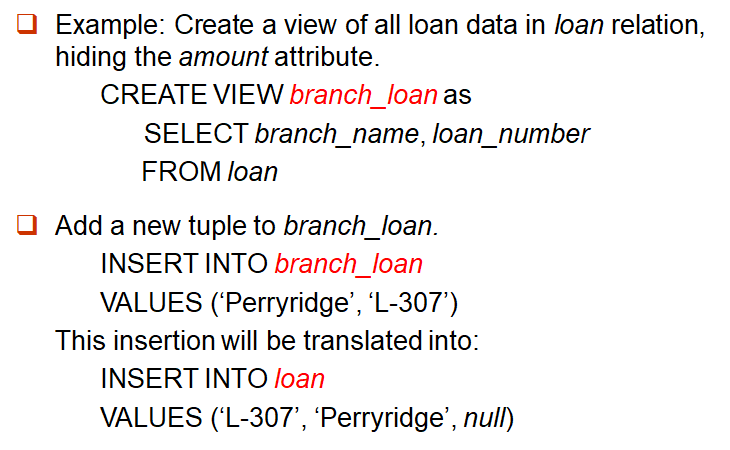 Example: Create a view of all loan data in loan relation,
hiding the amount attribute.
CREATE VIEW branch_loan as
SELECT branch_name, loan_number
FROM loan
Add a new tuple to branch_loan.
INSERT INTO branch_loan
VALUES (‘Perryridge’, ‘L-307’)
This insertion will be translated into:
INSERT INTO loan
VALUES (‘L-307’, ‘Perryridge’, null)